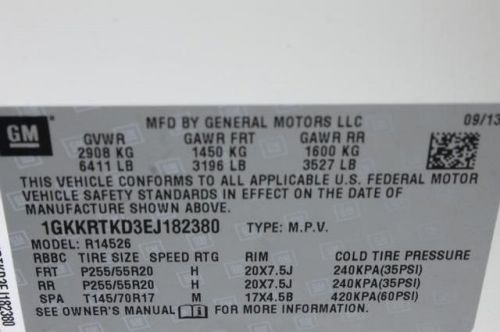 GM
MFD BY GENERAL MOTORS LLC 09/13
GVWR GAWR FRT GAWR RR
2908 KG 1450 KG 1600 KG
6411 LB 3196 LB 3527 LB
THIS VEHICLE CONFORMS TO ALL APPLICABLE U.S. FEDERAL MOTOR
VEHICLE SAFETY STANDARDS IN EFFECT ON THE DATE OF
MANUFACTURE SHOWN ABOVE.
1GKKRTKD3EJ182380 TYPE: M.P.V.
MODEL: R14526
RBBC TIRE SIZE SPEED RTG RIM COLD TIRE PRESSURE
FRT P255/55R20 H 20X7.5J 240KPA(35PSI)
RR P255/55R20 H 20X7.5J 240KPA(35PSI)
SPA T145/70R17 M 17X4.5B 420KPA(60PSI)
SEE OWNER'S MANUAL FOR MORE INFORMATION.